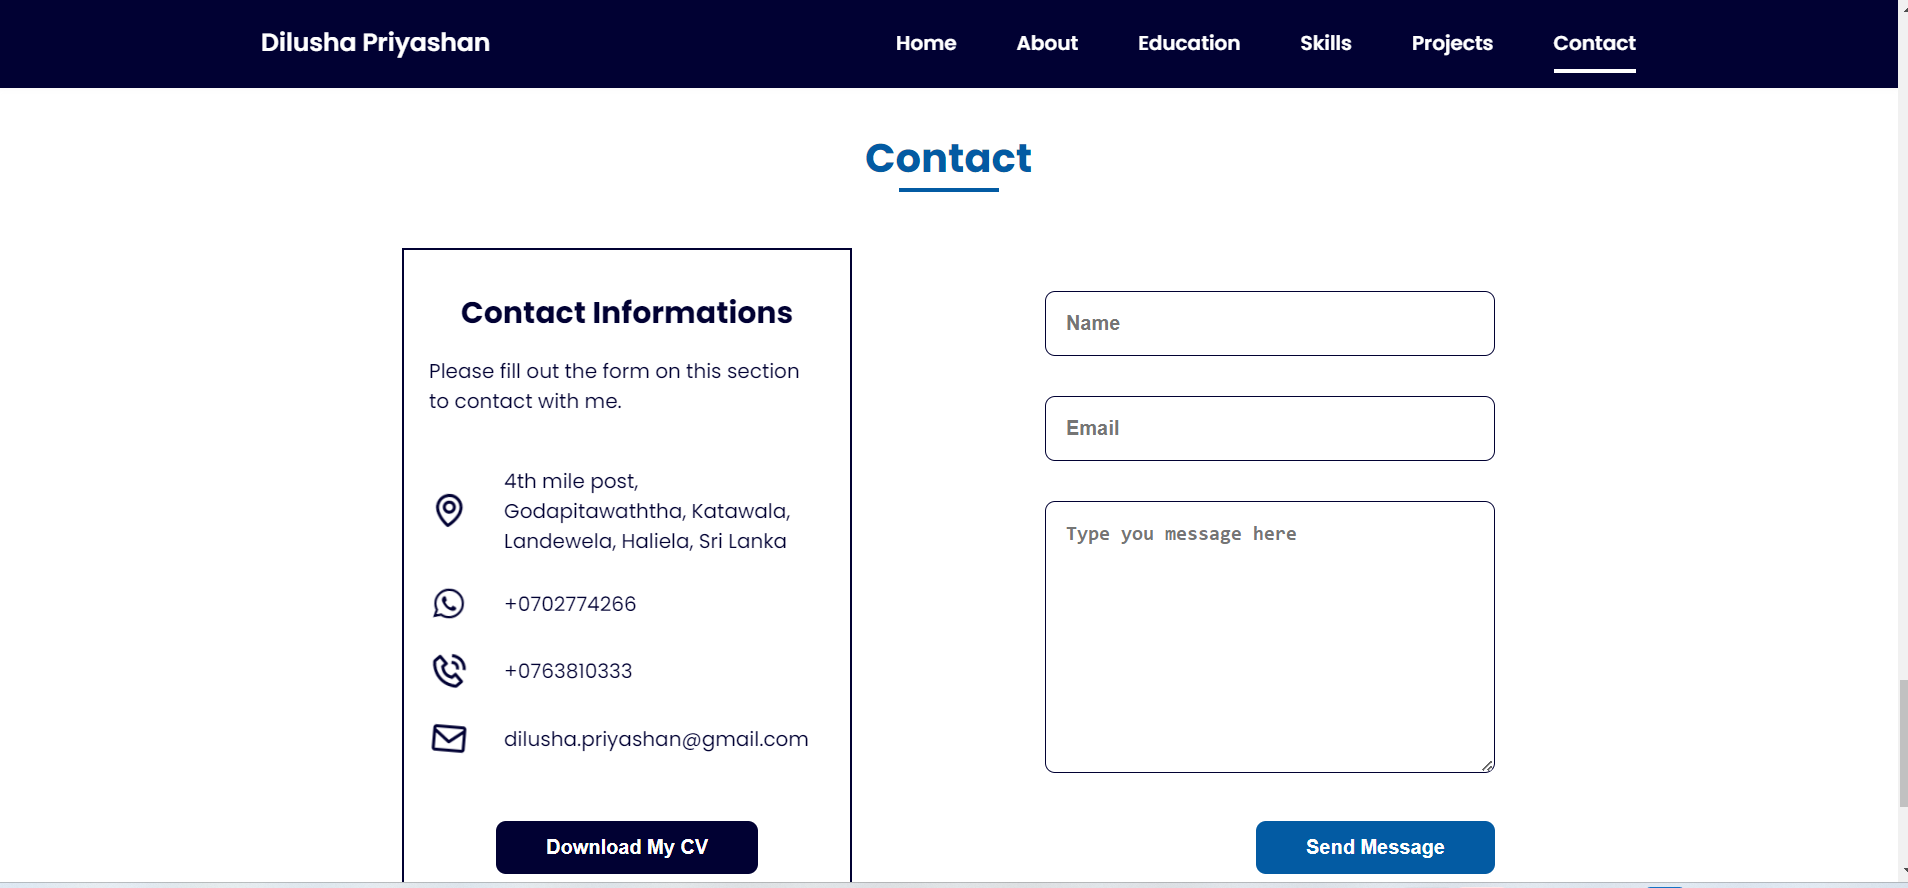 Dilusha Priyashan
Home
About
Education
Skills
Projects
Contact
Contact
Contact Informations
Please fill out the form on this section
to contact with me.
4th mile post,
Godapitawaththa, Katawala,
Landewela, Haliela, Sri Lanka
+0702774266
+0763810333
dilusha.priyashan@gmail.com
Download My CV
Name
Email
Type you message here
Send Message